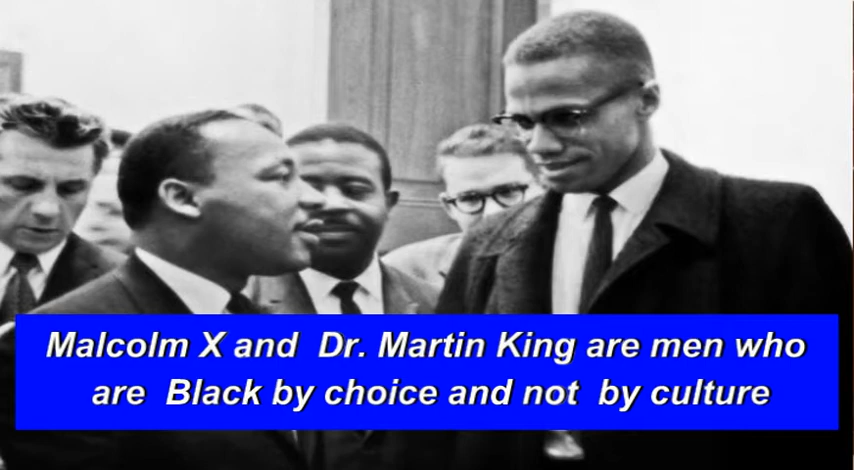 Malcolm X and Dr. Martin King are men who
are Black by choice and not by culture